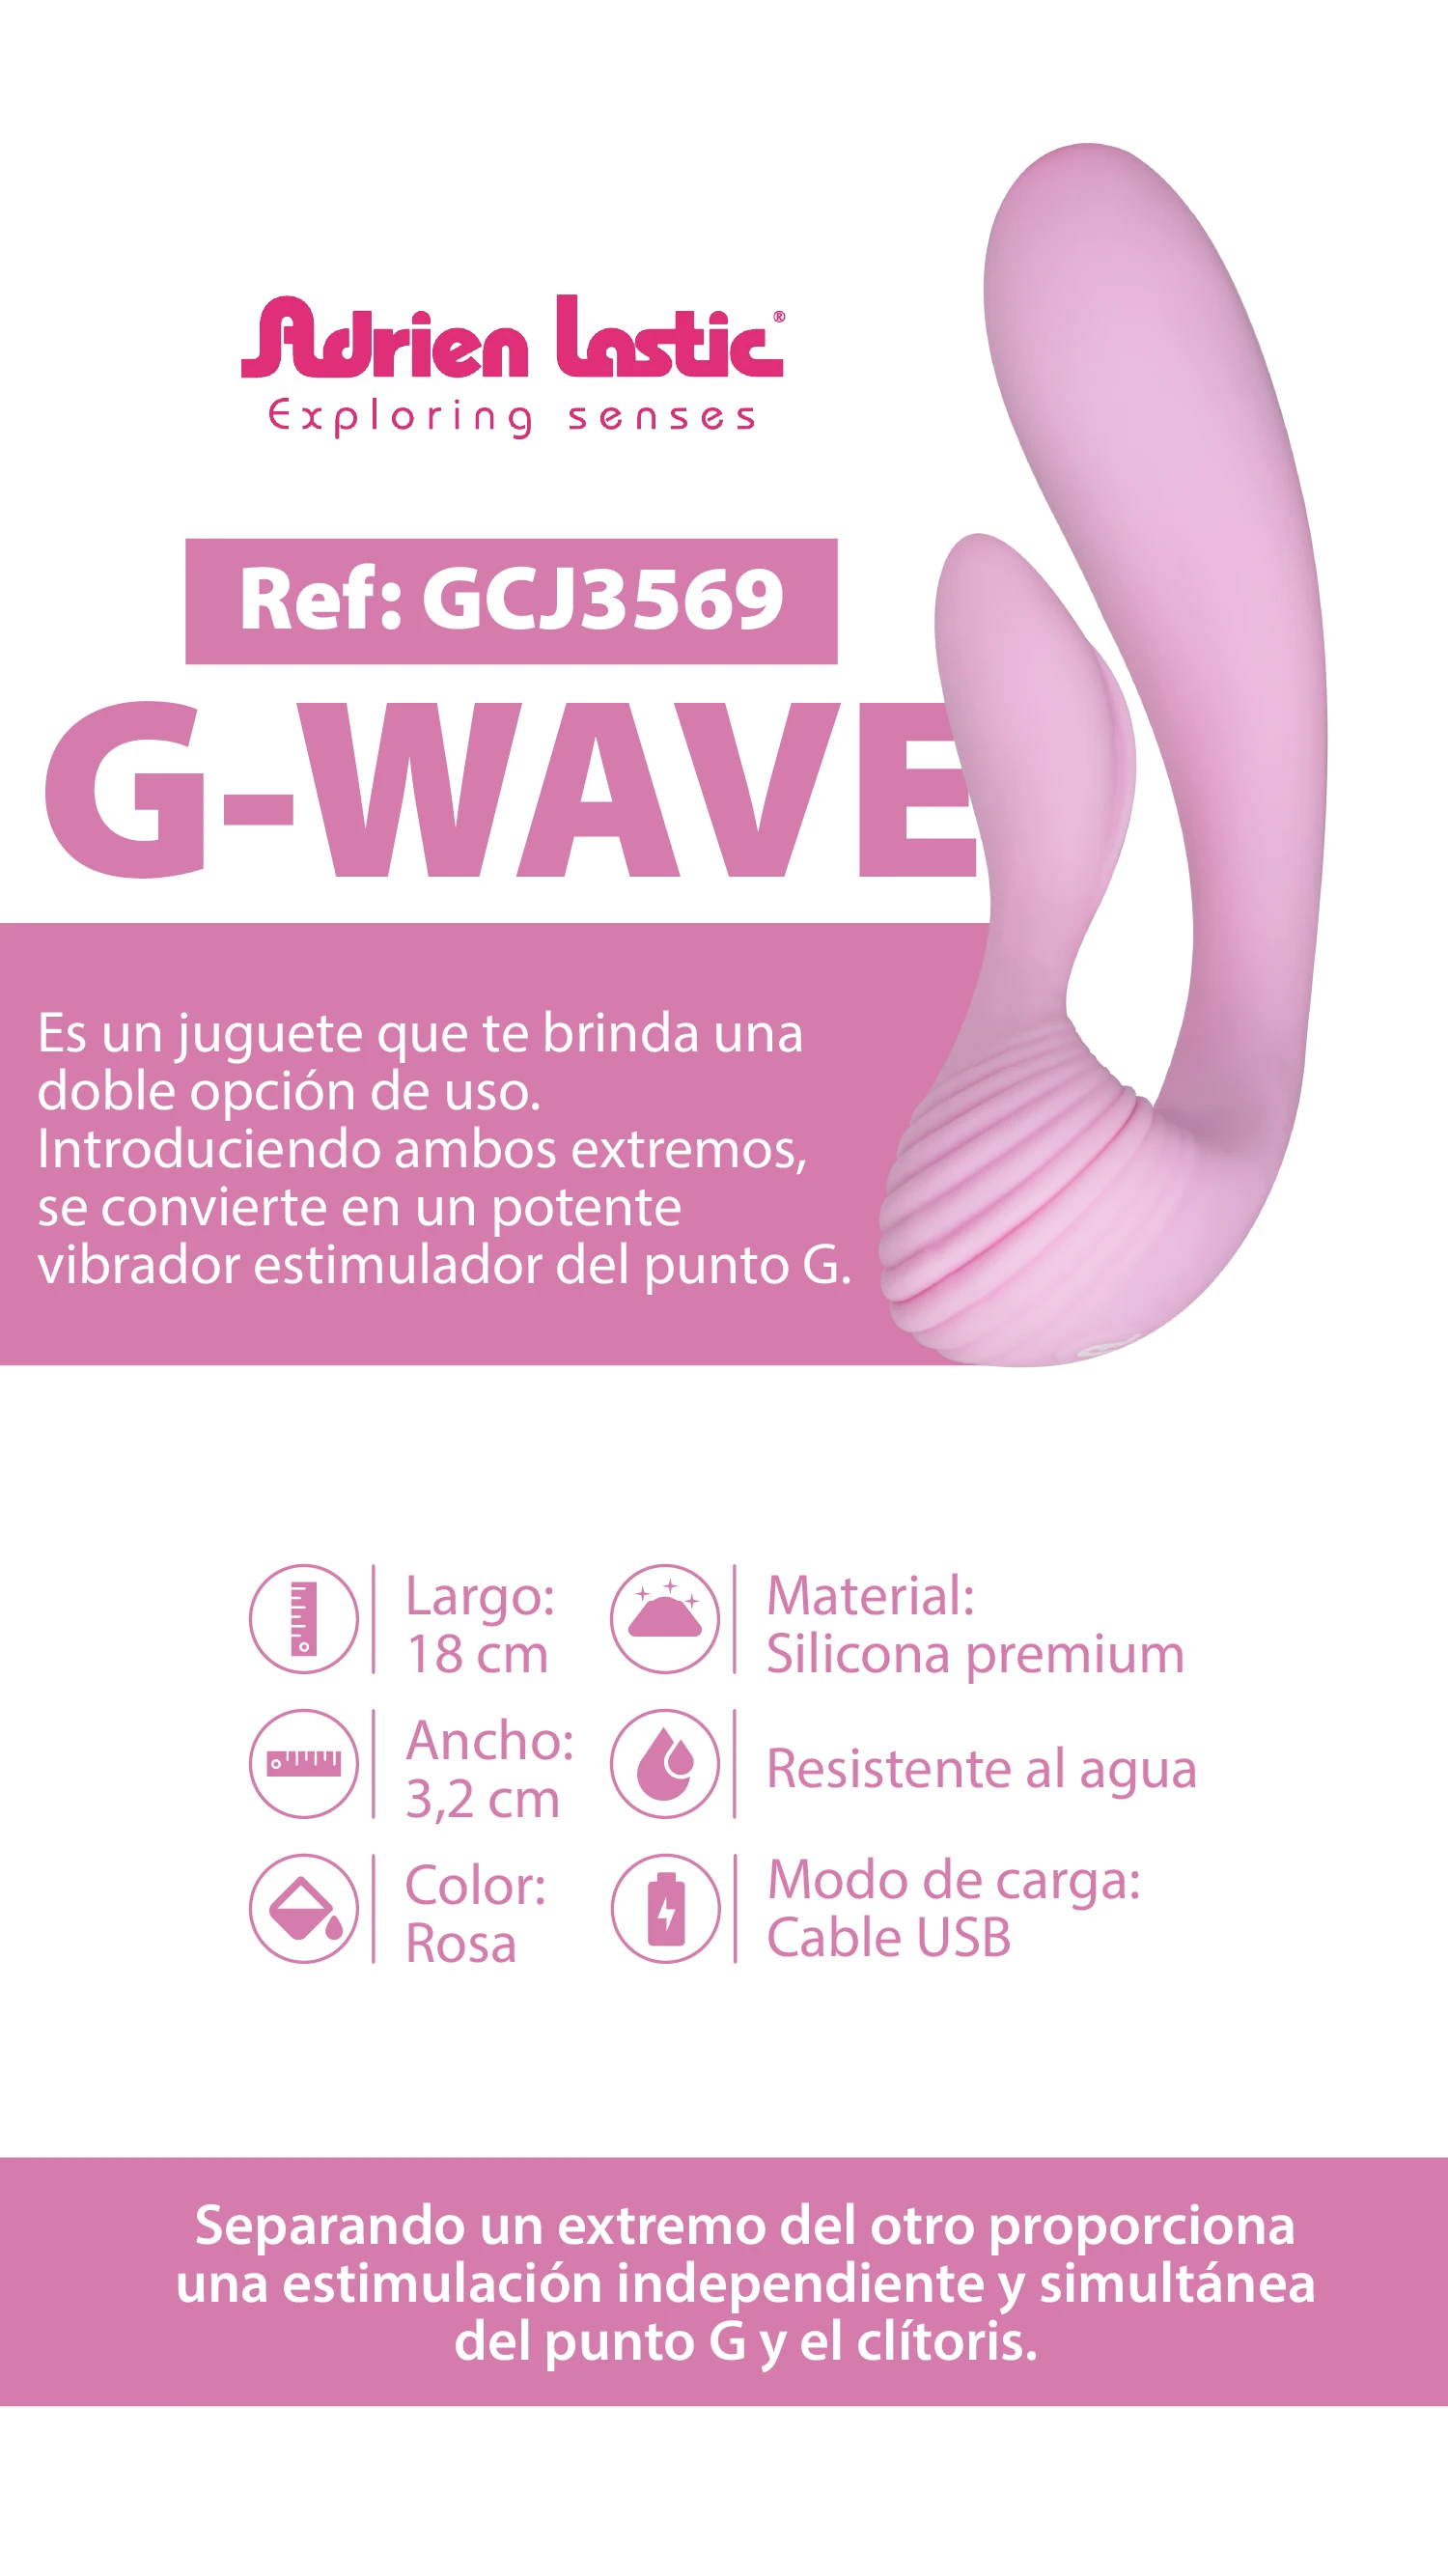 Adrien Lastic®
Exploring senses
Ref: GCJ3569
G-WAVE
Es un juguete que te brinda una
doble opción de uso.
Introduciendo ambos extremos,
se convierte en un potente
vibrador estimulador del punto G.
Largo:
18 cm
Material:
Silicona premium
Ancho:
3,2 cm
Resistente al agua
Color:
Rosa
Modo de carga:
Cable USB
Separando un extremo del otro proporciona
una estimulación independiente y simultánea
del punto G y el clítoris.